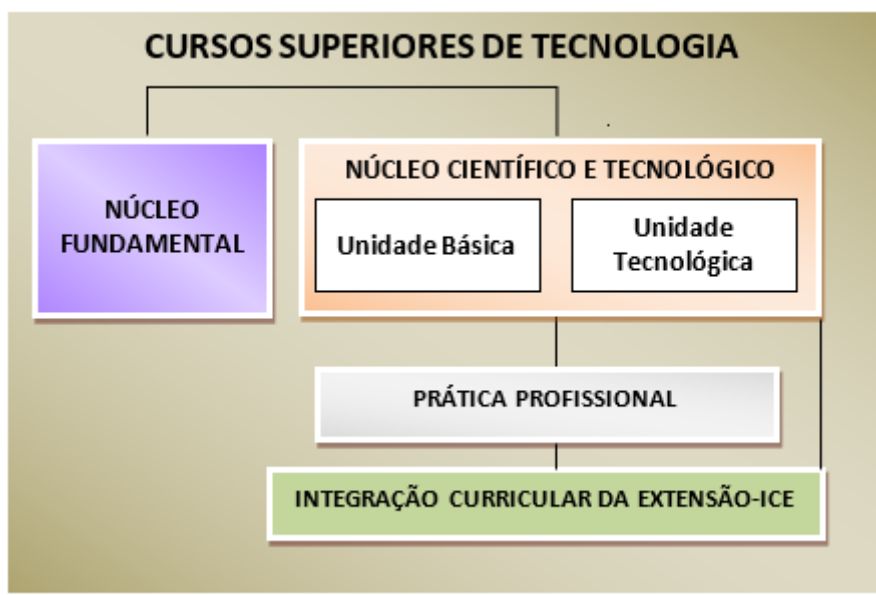 CURSOS SUPERIORES DE TECNOLOGIA
NÚCLEO
FUNDAMENTAL
NÚCLEO CIENTÍFICO E TECNOLÓGICO
Unidade Básica
Unidade
Tecnológica
PRÁTICA PROFISSIONAL
INTEGRAÇÃO CURRICULAR DA EXTENSÃO-ICE